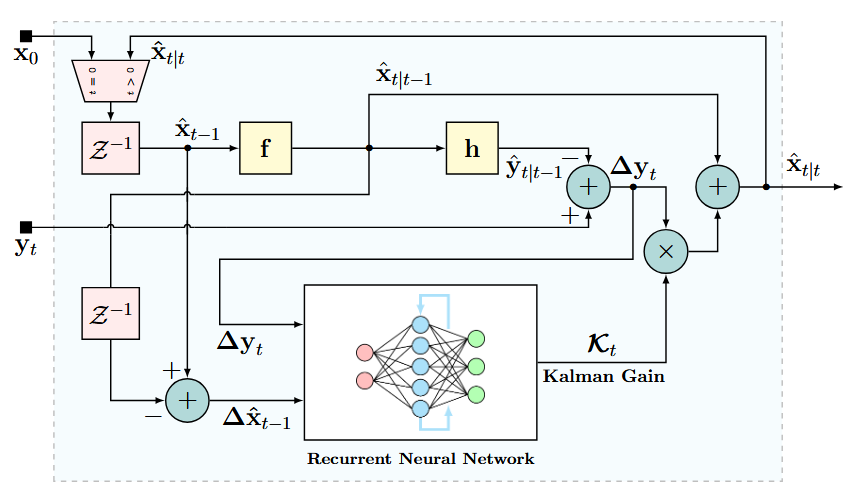 x₀
x̂ₜ|ₜ
t = 0
t > 0
x̂ₜ|ₜ₋₁
𝒵⁻¹
x̂ₜ₋₁
f
h
−
ŷₜ|ₜ₋₁
+
Δyₜ
+
x̂ₜ|ₜ
+
yₜ
×
𝒵⁻¹
Δyₜ
𝓚ₜ
Kalman Gain
+
+
−
Δx̂ₜ₋₁
Recurrent Neural Network